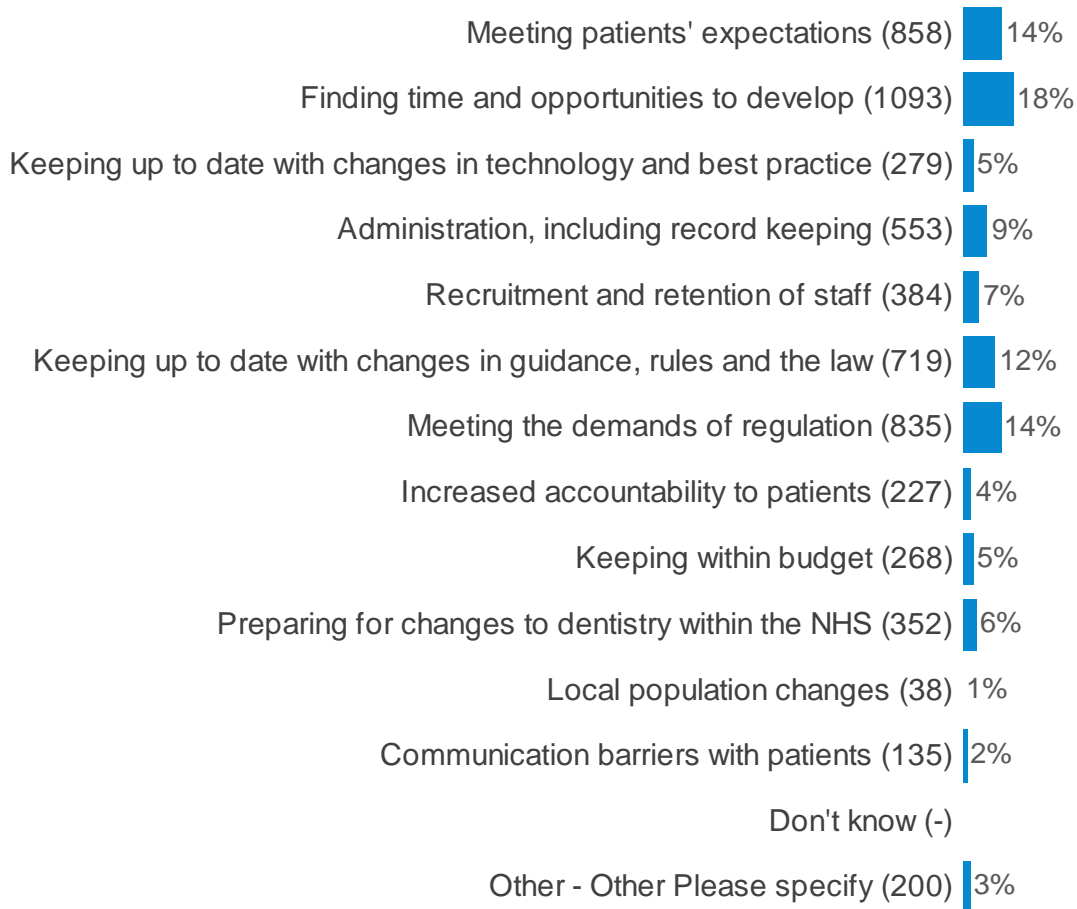 Meeting patients' expectations (858) 14%
Finding time and opportunities to develop (1093) 18%
Keeping up to date with changes in technology and best practice (279) 5%
Administration, including record keeping (553) 9%
Recruitment and retention of staff (384) 7%
Keeping up to date with changes in guidance, rules and the law (719) 12%
Meeting the demands of regulation (835) 14%
Increased accountability to patients (227) 4%
Keeping within budget (268) 5%
Preparing for changes to dentistry within the NHS (352) 6%
Local population changes (38) 1%
Communication barriers with patients (135) 2%
Don't know (-)
Other - Other Please specify (200) 3%